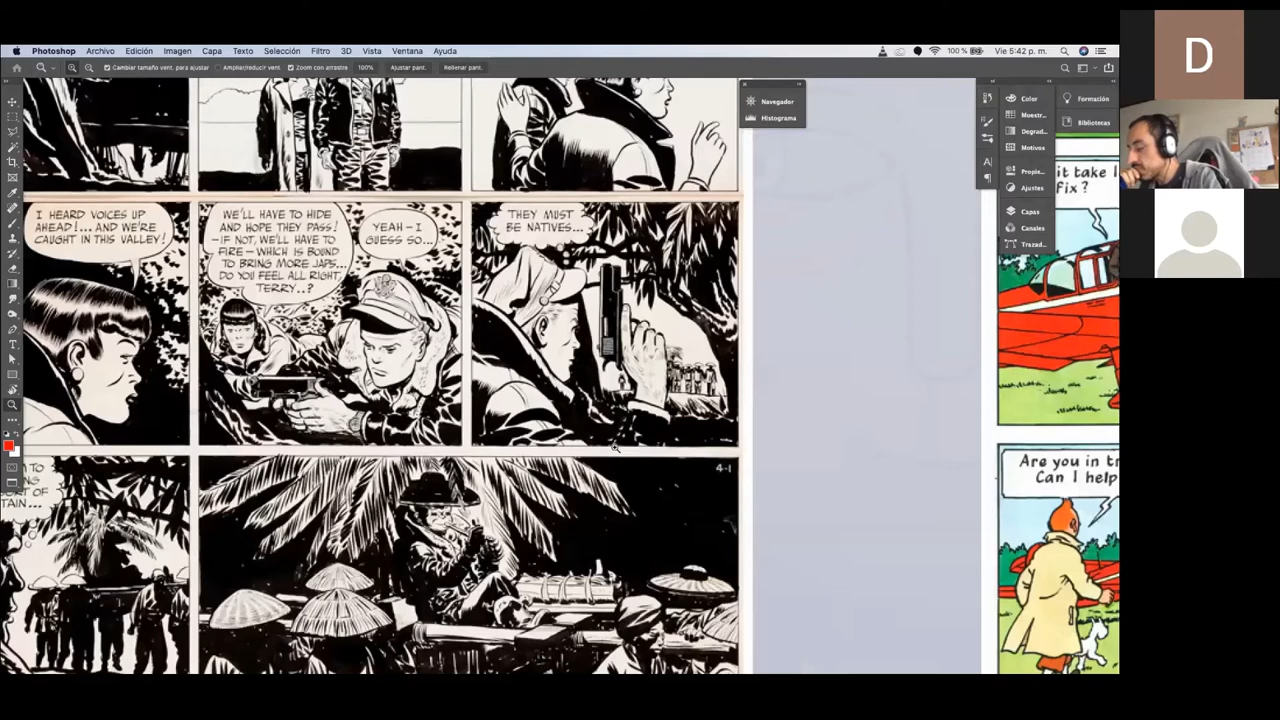 Photoshop Archivo Edición Imagen Capa Texto Selección Filtro 3D Vista Ventana Ayuda
100 % Vie 5:42 p. m.
Cambiar tamaño vent. para ajustar Ampliar/reducir vent. Zoom con arrastre 100% Ajustar pant. Rellenar pant.
Navegador
Histograma
Color
Muestr...
Degrad...
Motivos
Propie...
Ajustes
Capas
Canales
Trazad...
Formación
Bibliotecas
D
I HEARD VOICES UP
AHEAD!... AND WE'RE
CAUGHT IN THIS VALLEY!
WE'LL HAVE TO HIDE
AND HOPE THEY PASS!
—IF NOT, WE'LL HAVE TO
FIRE—WHICH IS BOUND
TO BRING MORE JAPS...
DO YOU FEEL ALL RIGHT,
TERRY..?
YEAH-I
GUESS SO...
THEY MUST
BE NATIVES...
TO
OF
TAIN...
4-1
it take
fix?
Are you in
Can I help